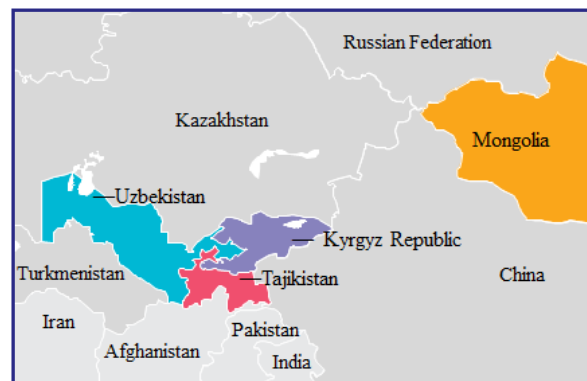 Russian Federation
Kazakhstan
Mongolia
Uzbekistan
Kyrgyz Republic
Turkmenistan
Tajikistan
China
Iran
Pakistan
Afghanistan
India